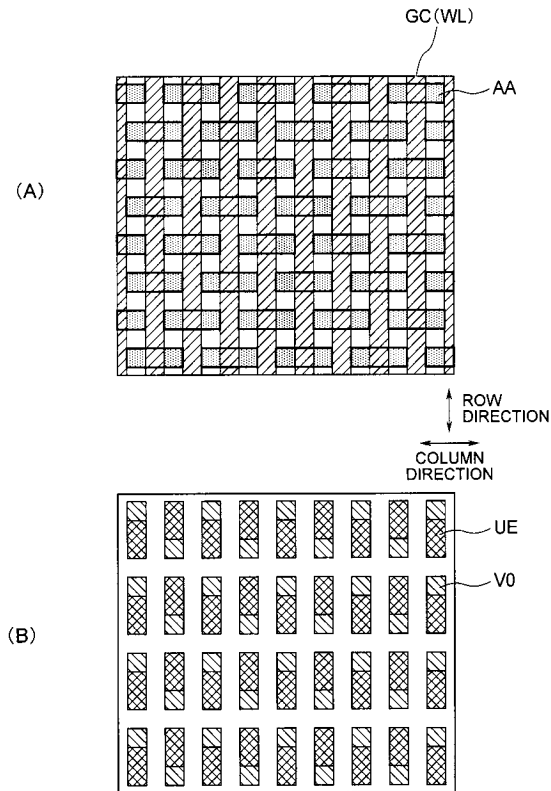 GC(WL)
AA
(A)
ROW
DIRECTION
COLUMN
DIRECTION
UE
V0
(B)